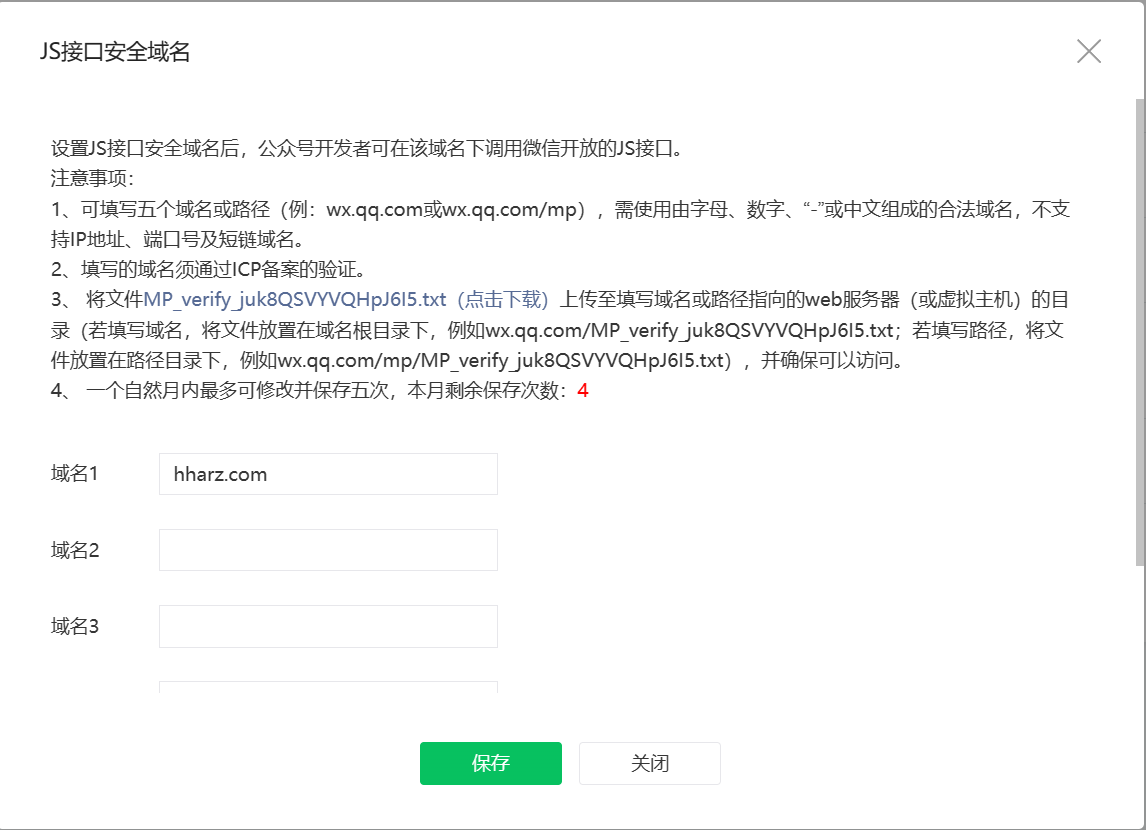 JS接口安全域名
设置JS接口安全域名后，公众号开发者可在该域名下调用微信开放的JS接口。
注意事项：
1、可填写五个域名或路径（例：wx.qq.com或wx.qq.com/mp），需使用由字母、数字、“-”或中文组成的合法域名，不支
持IP地址、端口号及短链域名。
2、填写的域名须通过ICP备案的验证。
3、 将文件MP_verify_juk8QSVYVQHpJ6I5.txt（点击下载）上传至填写域名或路径指向的web服务器（或虚拟主机）的目
录（若填写域名，将文件放置在域名根目录下，例如wx.qq.com/MP_verify_juk8QSVYVQHpJ6I5.txt；若填写路径，将文
件放置在路径目录下，例如wx.qq.com/mp/MP_verify_juk8QSVYVQHpJ6I5.txt），并确保可以访问。
4、 一个自然月内最多可修改并保存五次，本月剩余保存次数：4
域名1
hharz.com
域名2
域名3
保存
关闭